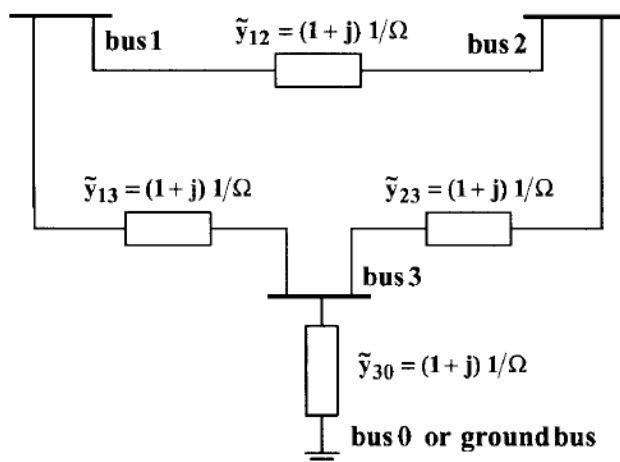 bus 1
ỹ12 = (1 + j) 1/Ω
bus 2
ỹ13 = (1 + j) 1/Ω
ỹ23 = (1 + j) 1/Ω
bus 3
ỹ30 = (1 + j) 1/Ω
bus 0 or ground bus